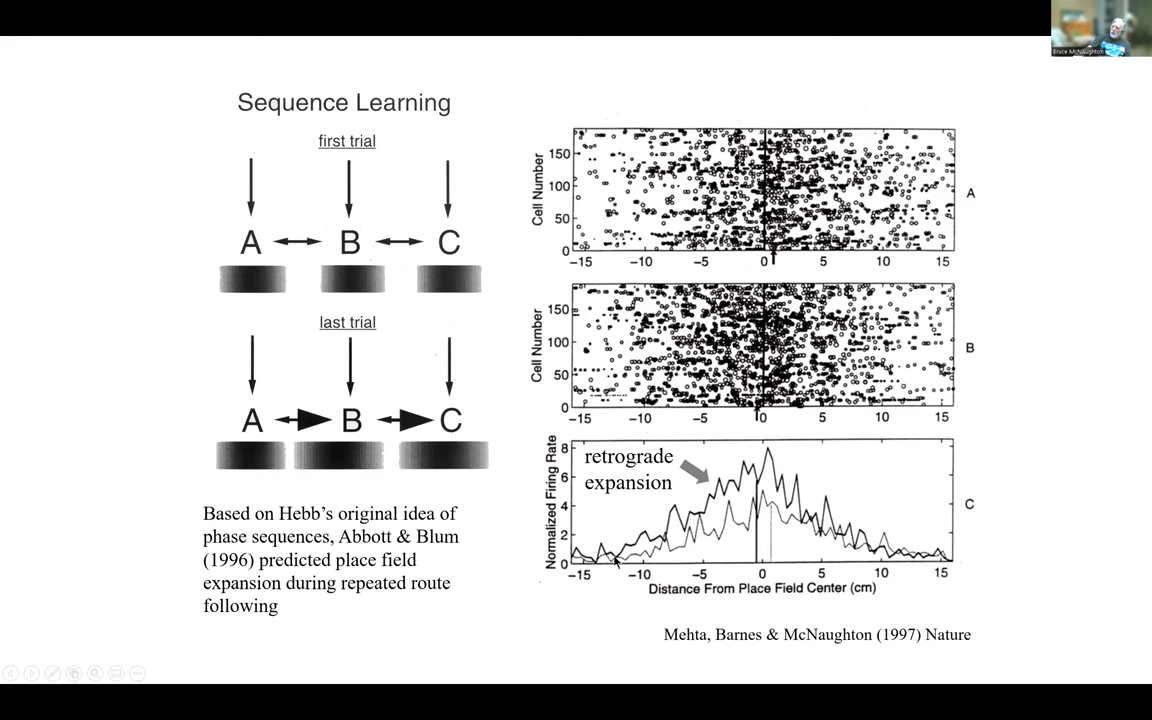 Bruce McNaughton
Sequence Learning
first trial
A B C
last trial
A B C
Based on Hebb's original idea of
phase sequences, Abbott & Blum
(1996) predicted place field
expansion during repeated route
following
Cell Number
150
100
50
0
-15 -10 -5 0 5 10 15
A
Cell Number
150
100
50
0
-15 -10 -5 0 5 10 15
B
Normalized Firing Rate
8
6
4
2
0
retrograde
expansion
-15 -10 -5 0 5 10 15
C
Distance From Place Field Center (cm)
Mehta, Barnes & McNaughton (1997) Nature